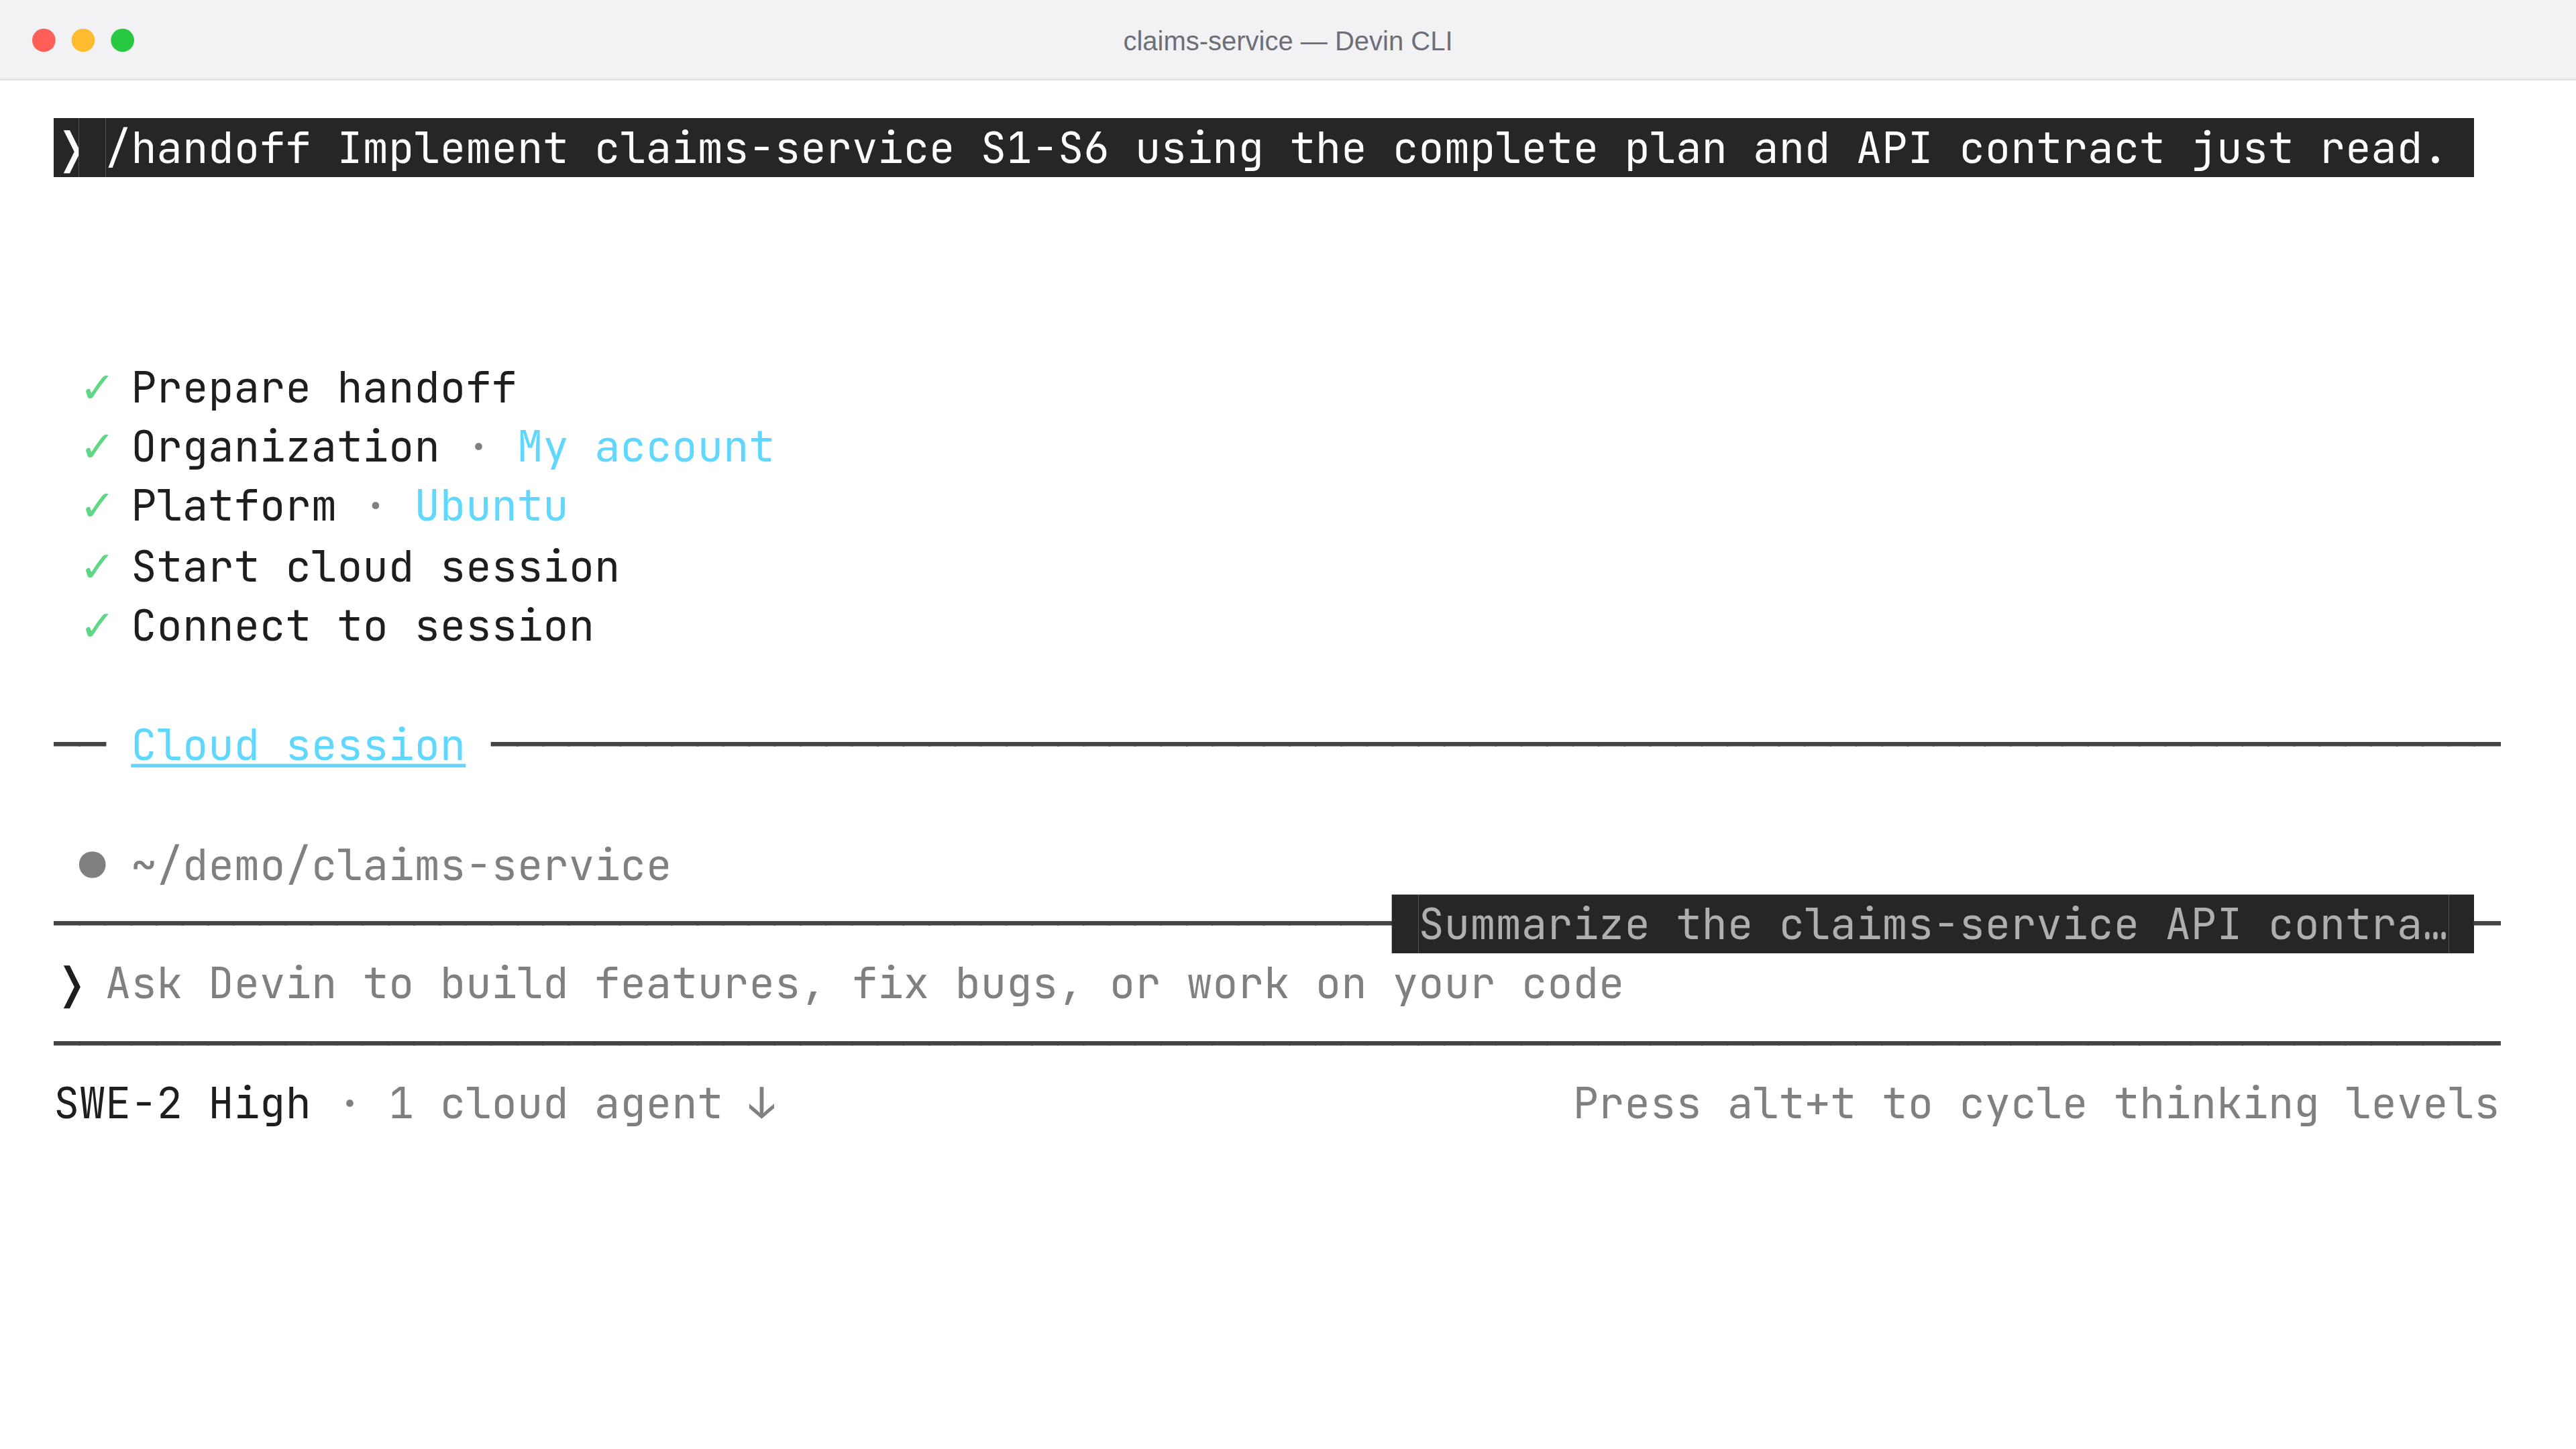 claims-service — Devin CLI
❯ /handoff Implement claims-service S1-S6 using the complete plan and API contract just read.
✓ Prepare handoff
✓ Organization · My account
✓ Platform · Ubuntu
✓ Start cloud session
✓ Connect to session
Cloud session
● ~/demo/claims-service
Summarize the claims-service API contra…
❯ Ask Devin to build features, fix bugs, or work on your code
SWE-2 High · 1 cloud agent ↓ Press alt+t to cycle thinking levels